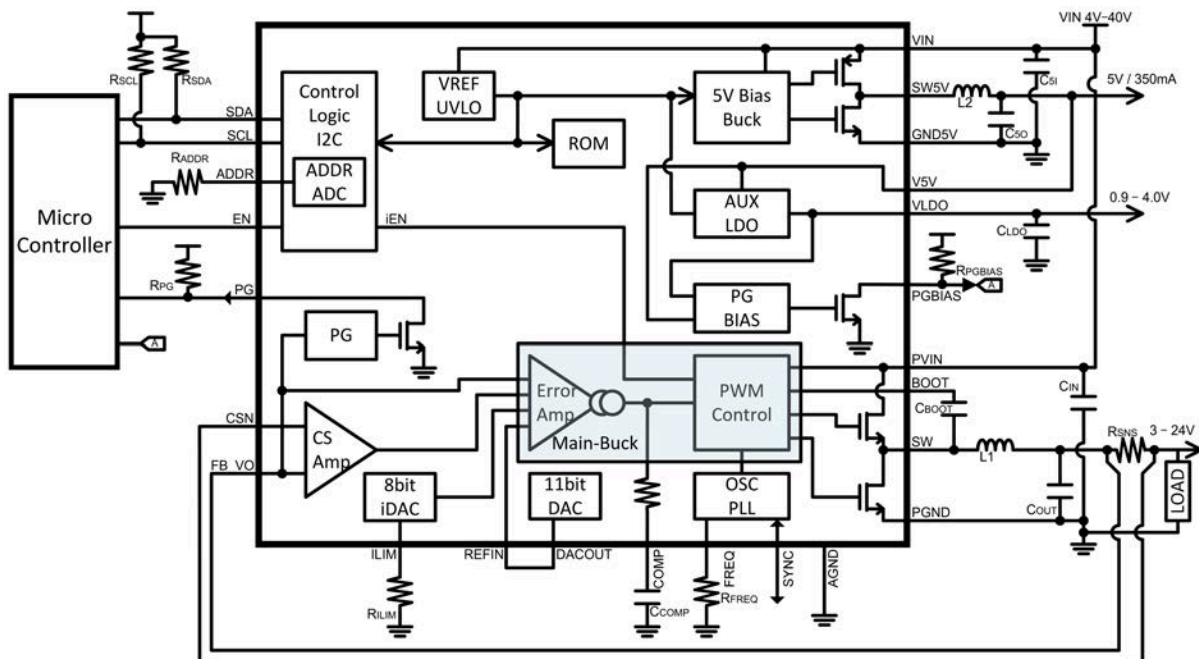 VIN 4V–40V
VIN
RSCL
RSDA
Control
Logic
I2C
VREF
UVLO
5V Bias
Buck
SW5V
L2
C5I
5V / 350mA
C5O
SDA
SCL
ROM
GND5V
RADDR
ADDR
ADDR
ADC
V5V
Micro
Controller
AUX
LDO
VLDO
0.9 – 4.0V
EN
iEN
CLDO
RPG
PG
RPGBIAS
PG
BIAS
PGBIAS
A
PG
A
PVIN
Error
Amp
PWM
Control
BOOT
CIN
CBOOT
CSN
CS
Amp
Main-Buck
SW
L1
RSNS
3 – 24V
FB VO
8bit
iDAC
11bit
DAC
OSC
PLL
COUT
LOAD
PGND
ILIM
REFIN
DACOUT
COMP
FREQ
SYNC
AGND
RILIM
CCOMP
RFREQ